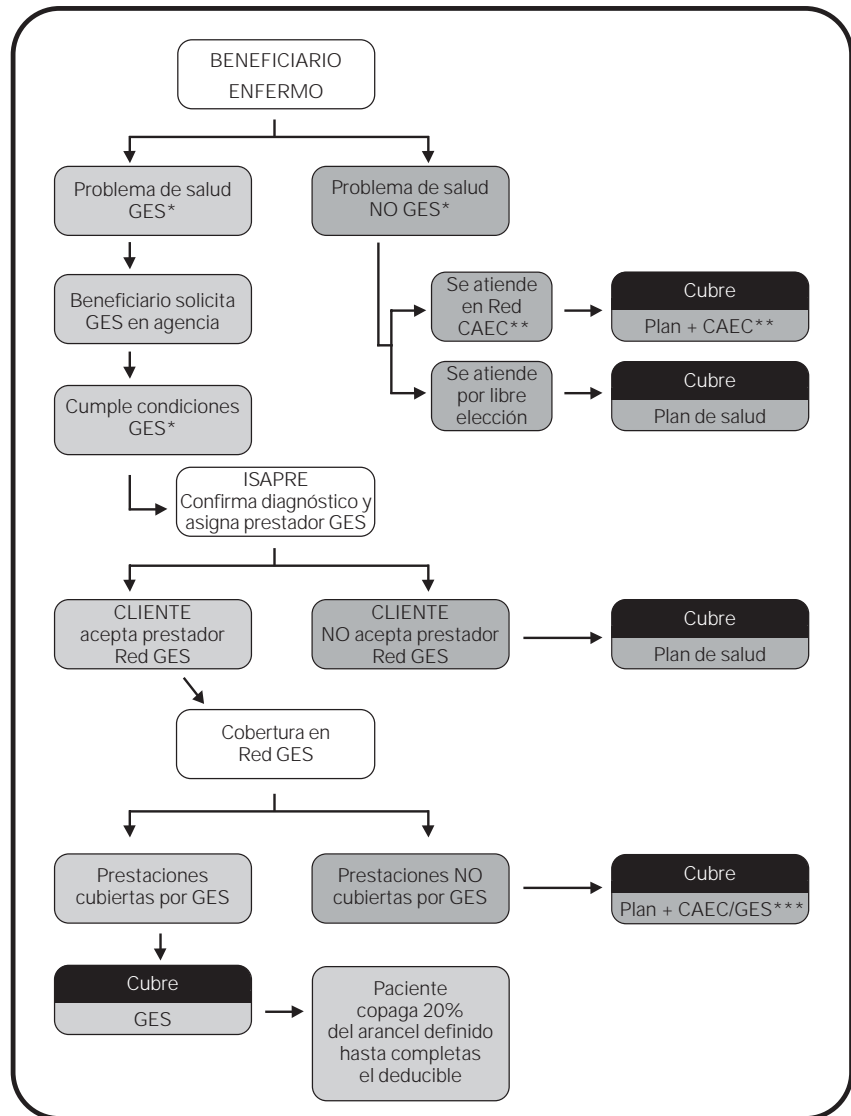 BENEFICIARIO
ENFERMO
Problema de salud
GES*
Problema de salud
NO GES*
Beneficiario solicita
GES en agencia
Se atiende
en Red
CAEC**
Cubre
Plan + CAEC**
Cumple condiciones
GES*
Se atiende
por libre
elección
Cubre
Plan de salud
ISAPRE
Confirma diagnóstico y
asigna prestador GES
CLIENTE
acepta prestador
Red GES
CLIENTE
NO acepta prestador
Red GES
Cubre
Plan de salud
Cobertura en
Red GES
Prestaciones
cubiertas por GES
Prestaciones NO
cubiertas por GES
Cubre
Plan + CAEC/GES***
Cubre
GES
Paciente
copaga 20%
del arancel definido
hasta completas
el deducible